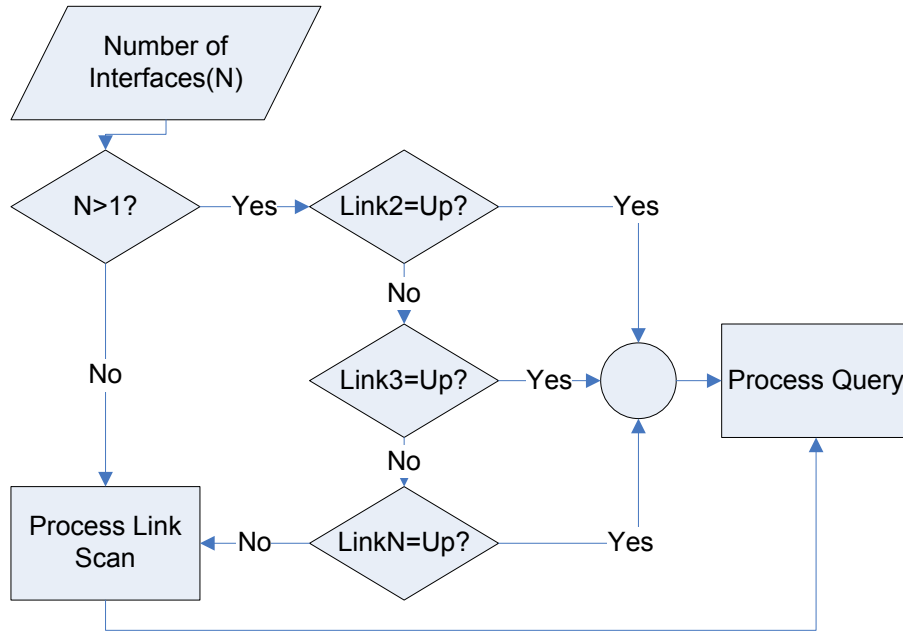 Number of
Interfaces(N)
N>1?
Yes
Link2=Up?
Yes
No
Link3=Up?
Yes
Process Query
No
No
Process Link
Scan
No
LinkN=Up?
Yes